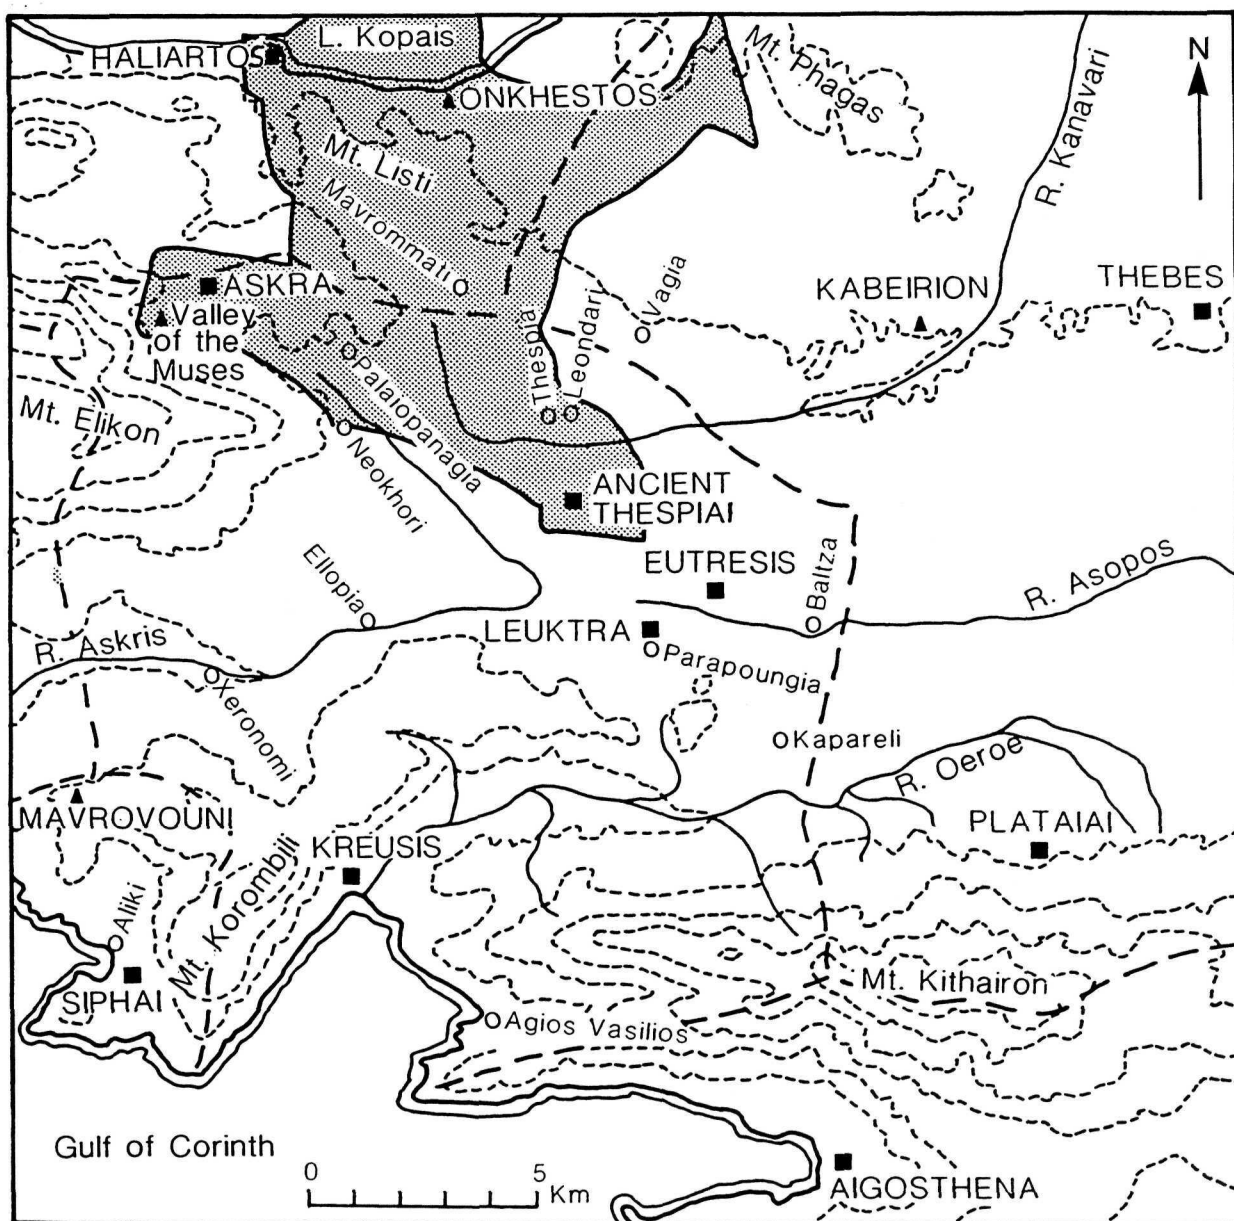 L. Kopais
HALIARTOS
ONKHESTOS
Mt. Phagas
N
R. Kanavari
Mt. Listi
Mavrommati
ASKRA
Valley
of the
Muses
Vagia
KABEIRION
THEBES
Thespia
Leondari
Palaiopanagia
Mt. Elikon
Neokhori
ANCIENT
THESPIAI
EUTRESIS
Ellopia
Baltza
R. Asopos
LEUKTRA
Parapoungia
R. Askris
Xeronomi
Kapareli
R. Oeroe
MAVROVOUNI
KREUSIS
PLATAIAI
Mt. Korombili
Aliki
SIPHAI
Mt. Kithairon
Agios Vasilios
Gulf of Corinth
0 5
Km
AIGOSTHENA